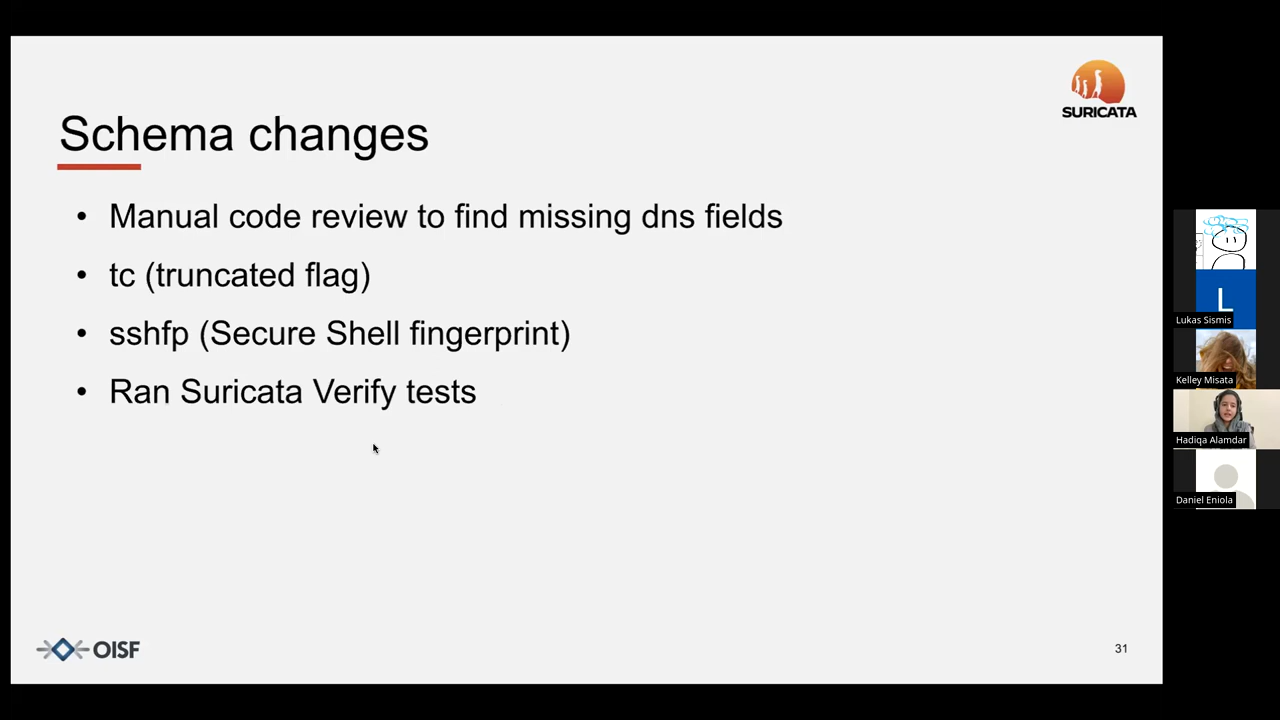 SURICATA
Schema changes
• Manual code review to find missing dns fields
• tc (truncated flag)
• sshfp (Secure Shell fingerprint)
• Ran Suricata Verify tests
L
Lukas Sismis
Kelley Misata
Hadiqa Alamdar
Daniel Eniola
OISF
31